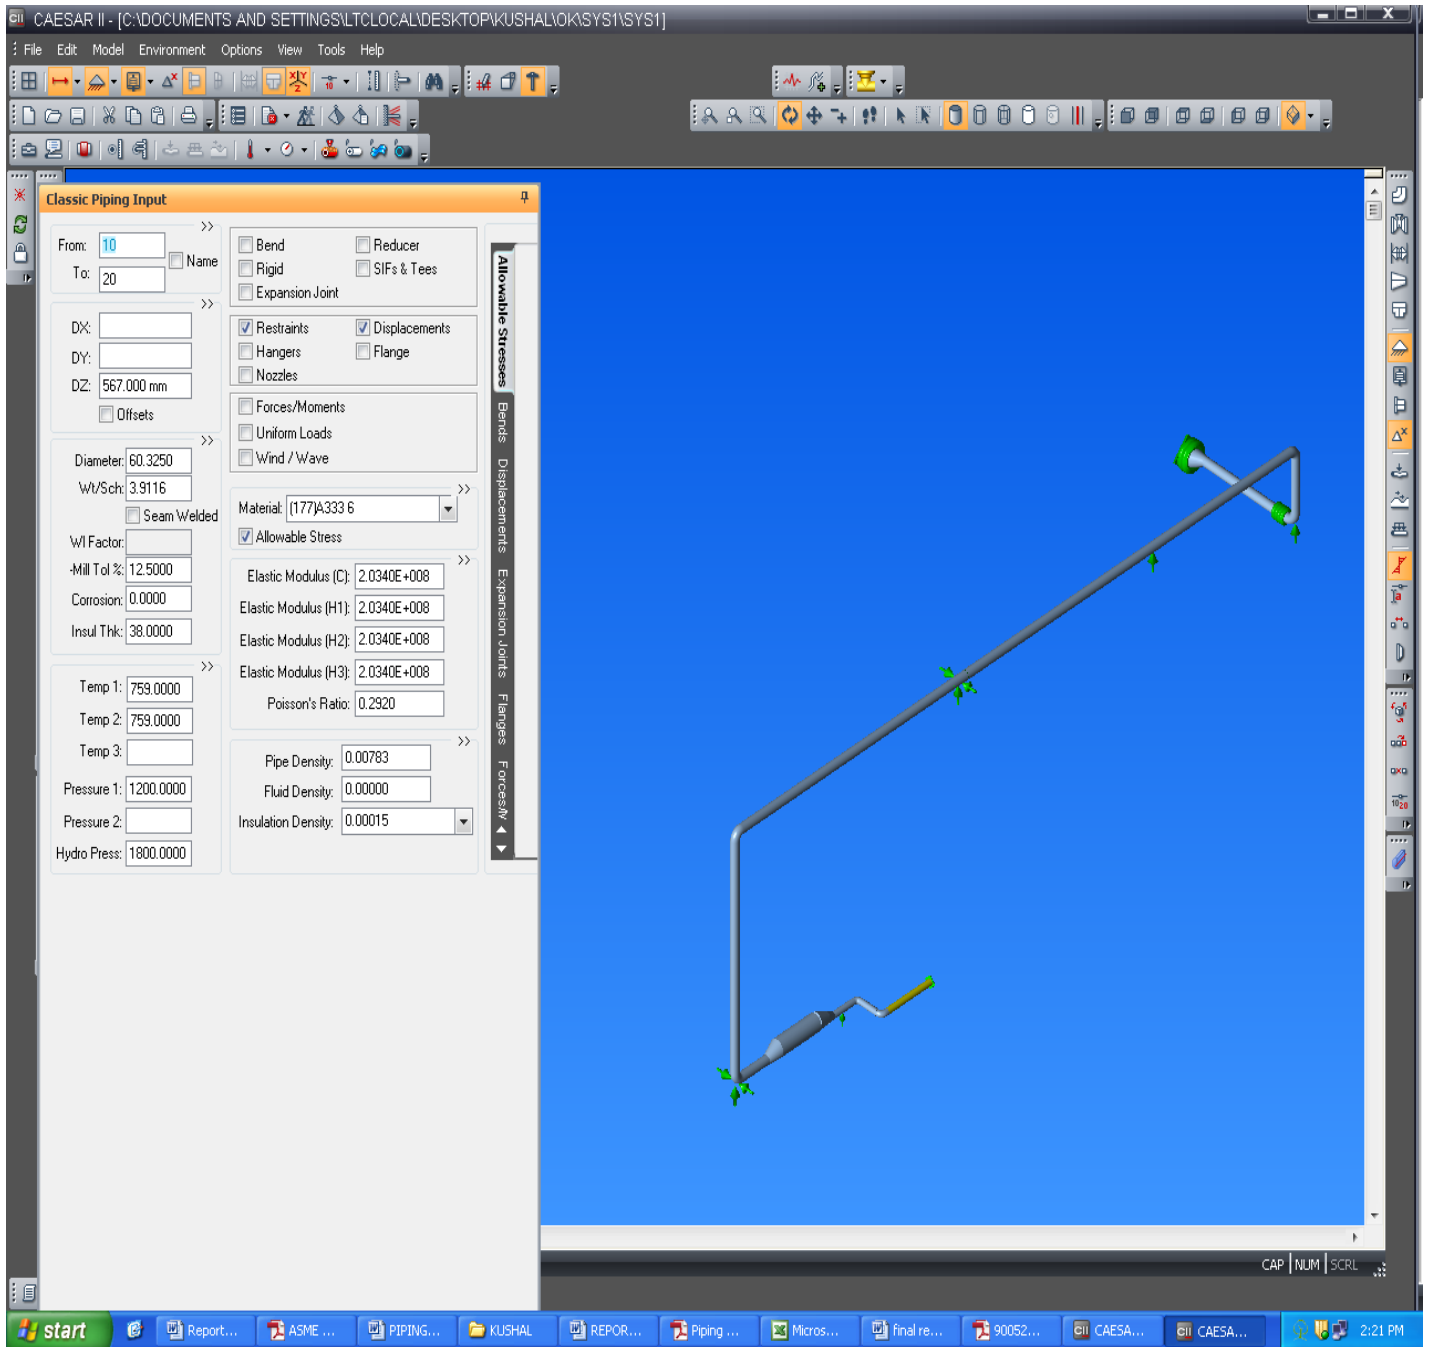 CAESAR II - [C:\DOCUMENTS AND SETTINGS\LTCLOCAL\DESKTOP\KUSHAL\OK\SYS1\SYS1]
File Edit Model Environment Options View Tools Help
Classic Piping Input
From: 10
To: 20
Name
DX:
DY:
DZ: 567.000 mm
Offsets
Diameter: 60.3250
Wt/Sch: 3.9116
Seam Welded
WI Factor:
-Mill Tol %: 12.5000
Corrosion: 0.0000
Insul Thk: 38.0000
Temp 1: 759.0000
Temp 2: 759.0000
Temp 3:
Pressure 1: 1200.0000
Pressure 2:
Hydro Press: 1800.0000
Bend Reducer
Rigid SIFs & Tees
Expansion Joint
Restraints Displacements
Hangers Flange
Nozzles
Forces/Moments
Uniform Loads
Wind / Wave
Material: (177)A333 6
Allowable Stress
Elastic Modulus (C): 2.0340E+008
Elastic Modulus (H1): 2.0340E+008
Elastic Modulus (H2): 2.0340E+008
Elastic Modulus (H3): 2.0340E+008
Poisson's Ratio: 0.2920
Pipe Density: 0.00783
Fluid Density: 0.00000
Insulation Density: 0.00015
Allowable Stresses
Bends
Displacements
Expansion Joints
Flanges
CAP NUM SCRL
start Report... ASME ... PIPING... KUSHAL REPOR... Piping ... Micros... final re... 90052... CAESA... CAESA... 2:21 PM